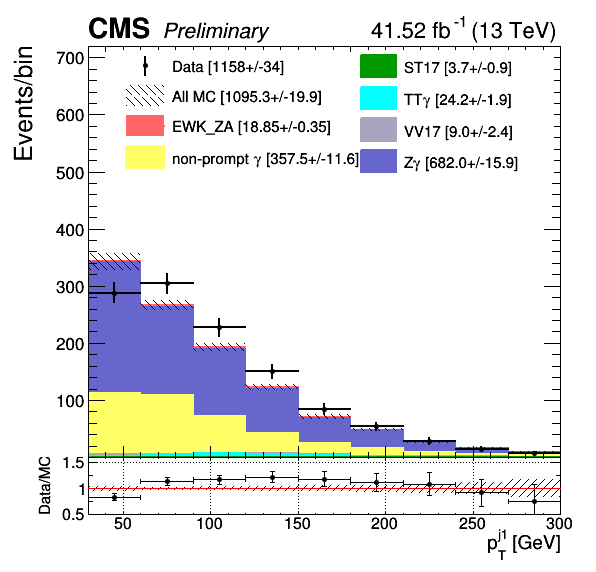 CMS Preliminary 41.52 fb⁻¹ (13 TeV)
Events/bin
700
600
500
400
300
200
100
Data [1158+/-34]
All MC [1095.3+/-19.9]
EWK_ZA [18.85+/-0.35]
non-prompt γ [357.5+/-11.6]
ST17 [3.7+/-0.9]
TTγ [24.2+/-1.9]
VV17 [9.0+/-2.4]
Zγ [682.0+/-15.9]
Data/MC
1.5
1
0.5
50 100 150 200 250 300
p_T^j1 [GeV]